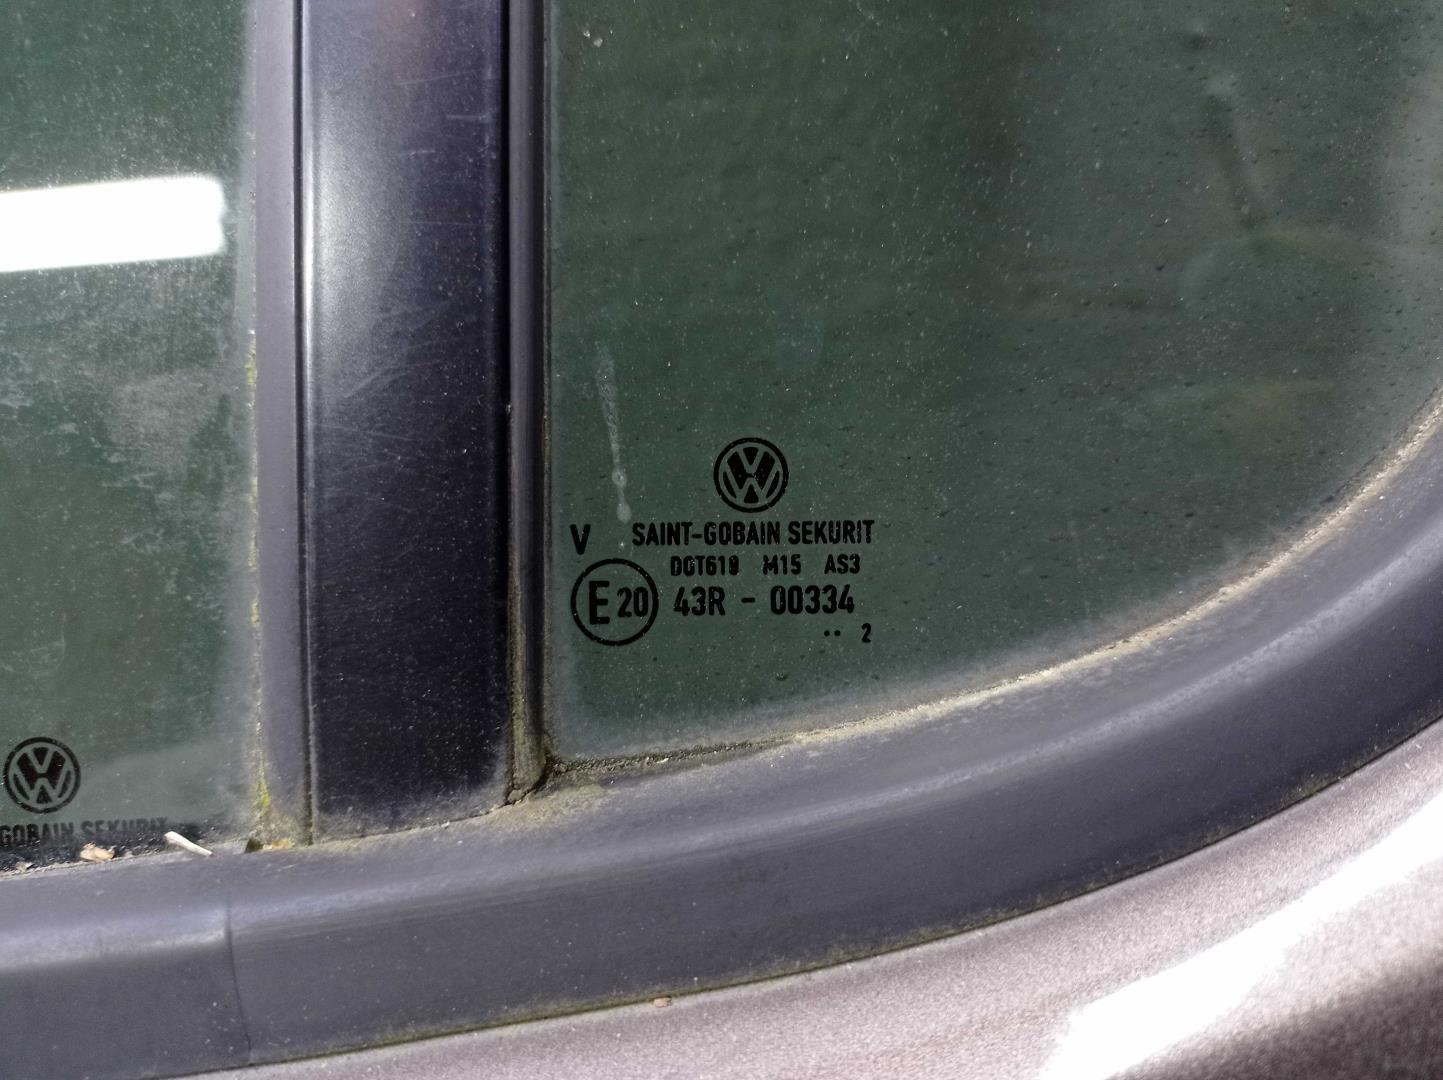 V SAINT-GOBAIN SEKURIT
DOT619 M15 AS3
E20 43R - 00334
.. 2
GOBAIN SEKURIT